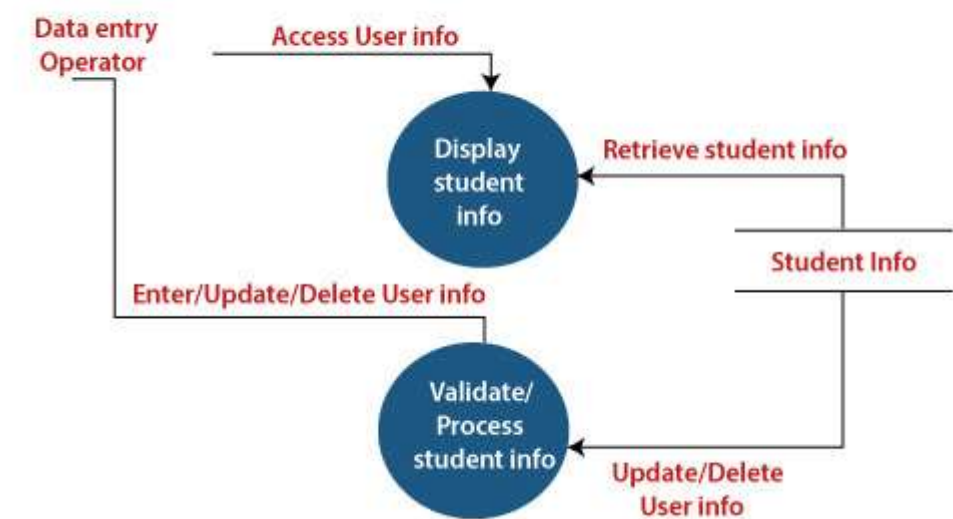 Data entry
Operator
Access User info
Display
student
info
Retrieve student info
Student Info
Enter/Update/Delete User info
Validate/
Process
student info
Update/Delete
User info